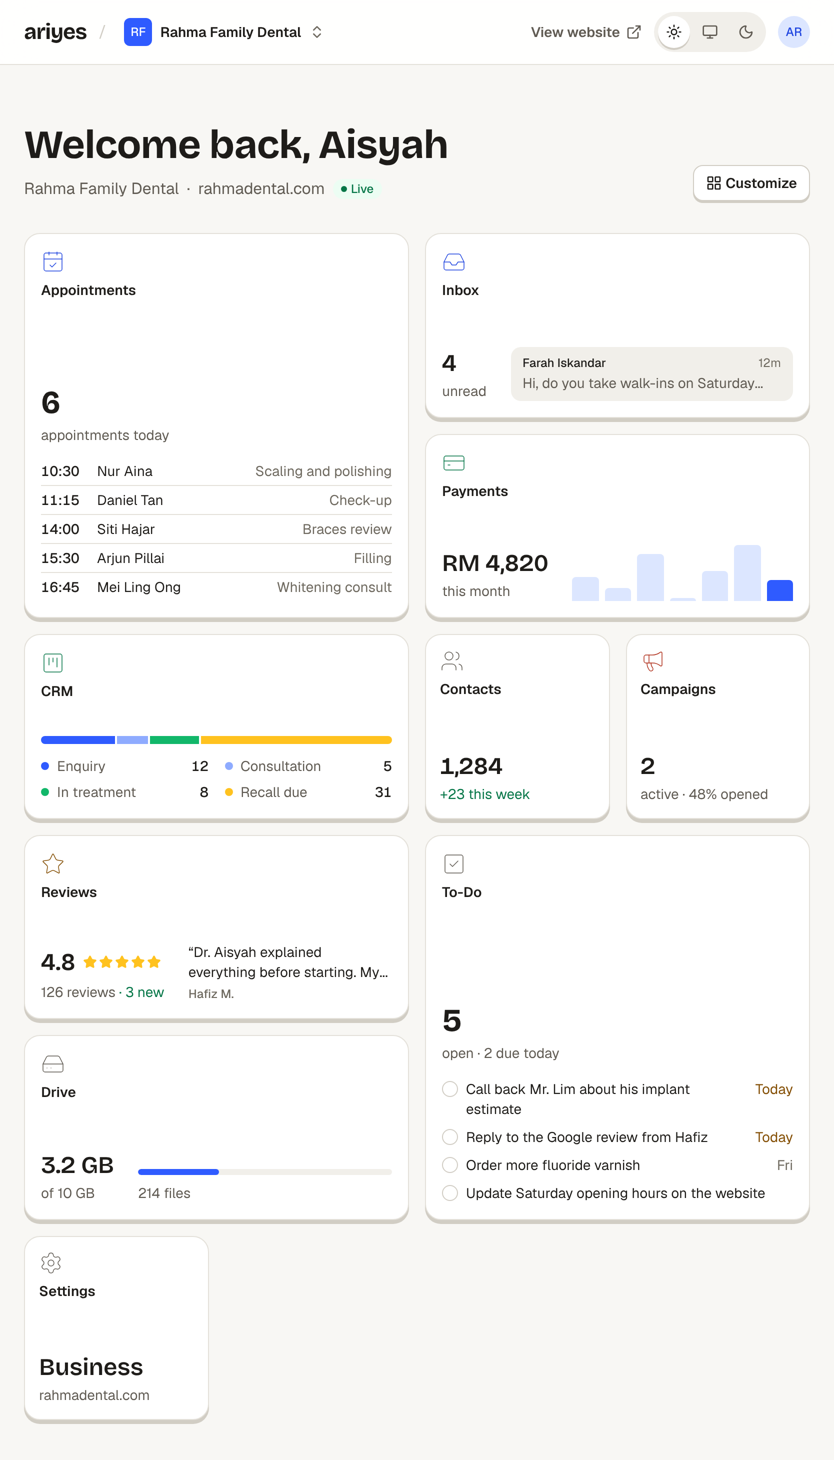 ariyes / RF Rahma Family Dental View website AR
Welcome back, Aisyah
Rahma Family Dental · rahmadental.com Live
Customize
Appointments
6
appointments today
10:30 Nur Aina Scaling and polishing
11:15 Daniel Tan Check-up
14:00 Siti Hajar Braces review
15:30 Arjun Pillai Filling
16:45 Mei Ling Ong Whitening consult
Inbox
4
unread
Farah Iskandar 12m
Hi, do you take walk-ins on Saturday...
Payments
RM 4,820
this month
CRM
Enquiry 12 Consultation 5
In treatment 8 Recall due 31
Contacts
1,284
+23 this week
Campaigns
2
active · 48% opened
Reviews
4.8
126 reviews · 3 new
“Dr. Aisyah explained
everything before starting. My...
Hafiz M.
To-Do
5
open · 2 due today
Call back Mr. Lim about his implant Today
estimate
Reply to the Google review from Hafiz Today
Order more fluoride varnish Fri
Update Saturday opening hours on the website
Drive
3.2 GB
of 10 GB 214 files
Settings
Business
rahmadental.com